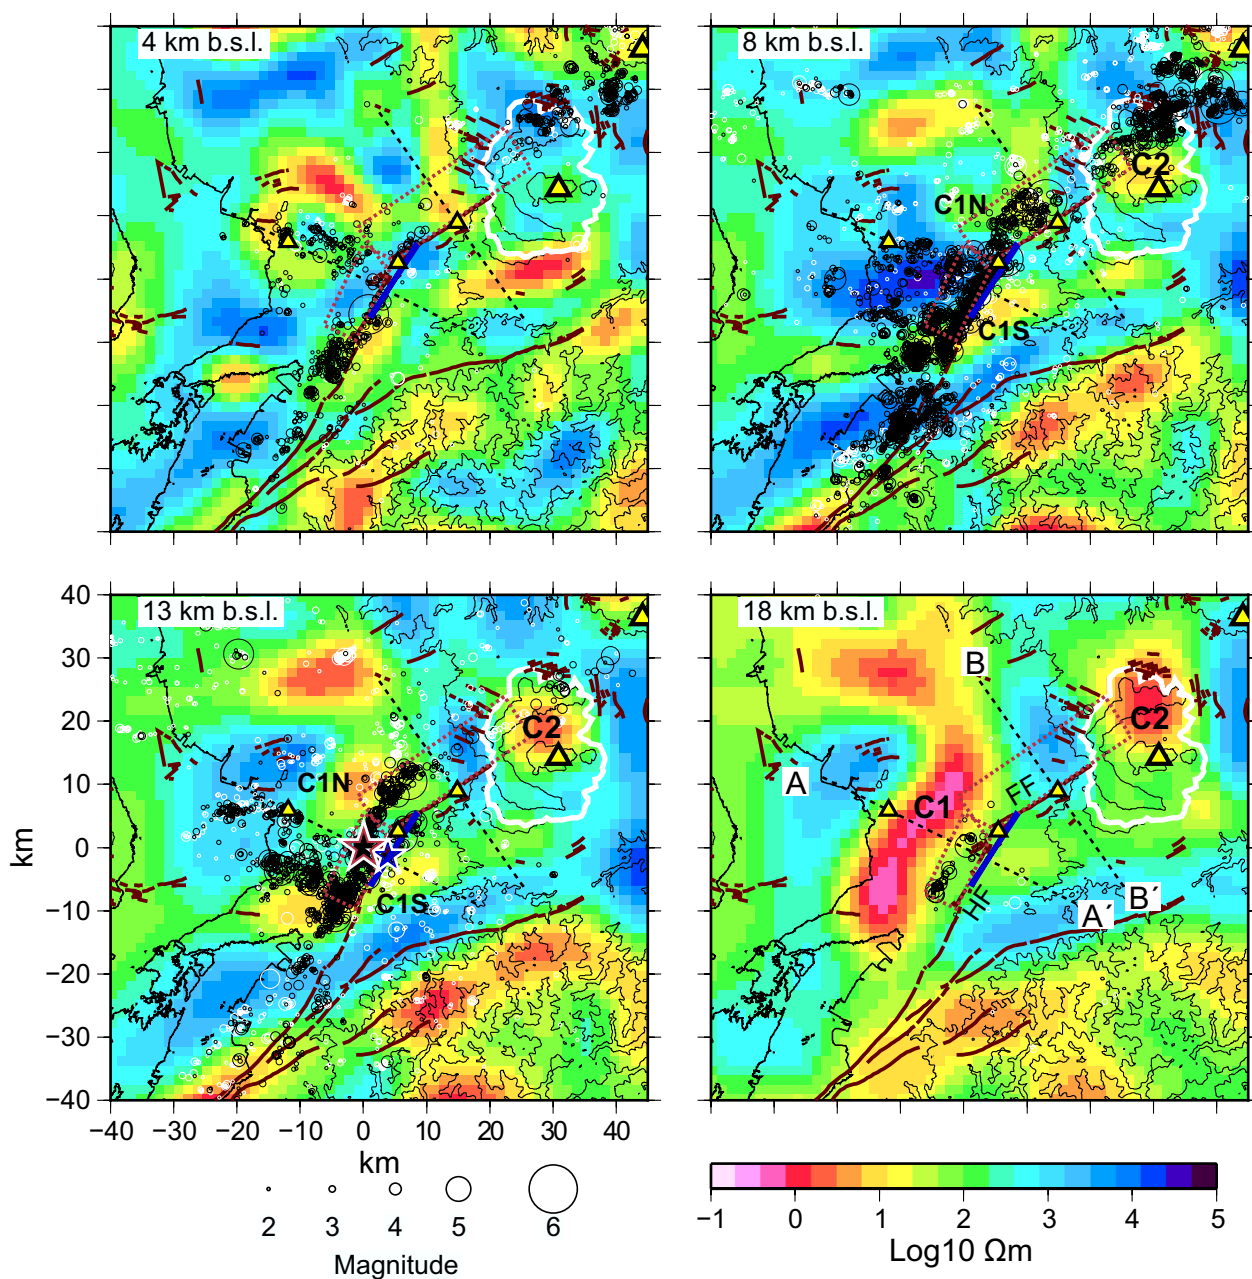 4 km b.s.l.
8 km b.s.l.
C2
C1N
C1S
13 km b.s.l.
18 km b.s.l.
40
30
20
10
0
−10
−20
−30
−40
km
C2
C1N
C1S
B
C2
A
C1
FF
HF
B´
A´
−40 −30 −20 −10 0 10 20 30 40
km
2 3 4 5 6
Magnitude
−1 0 1 2 3 4 5
Log10 Ωm